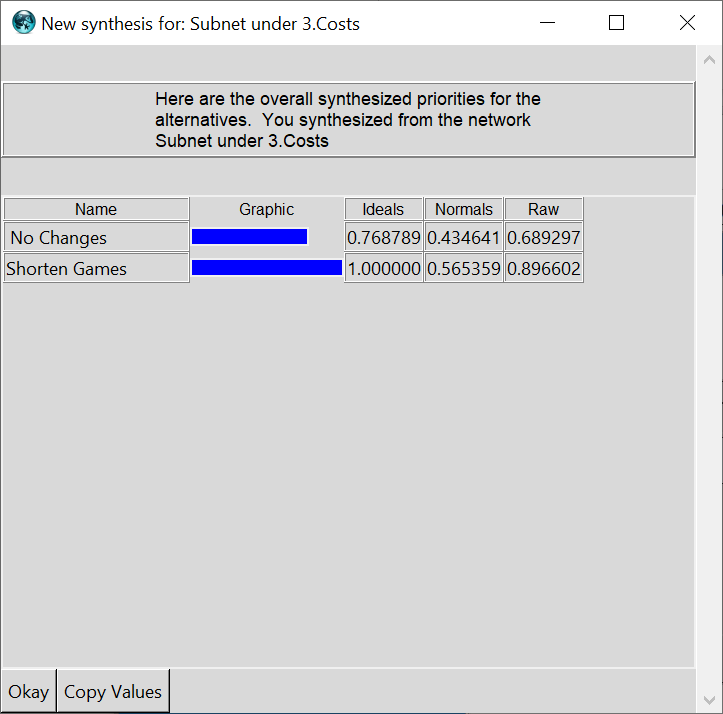 New synthesis for: Subnet under 3.Costs
Here are the overall synthesized priorities for the
alternatives.  You synthesized from the network
Subnet under 3.Costs
Name Graphic Ideals Normals Raw
No Changes 0.768789 0.434641 0.689297
Shorten Games 1.000000 0.565359 0.896602
Okay Copy Values